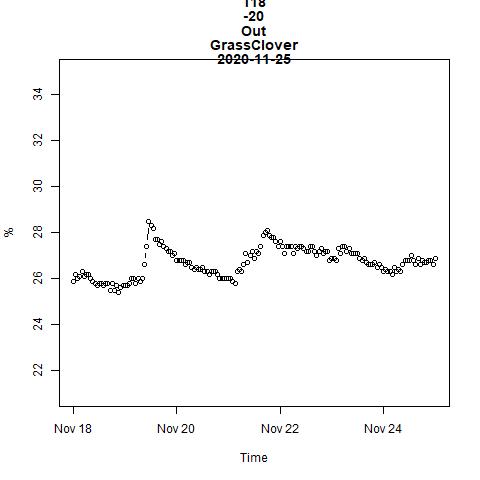 T18
-20
Out
GrassClover
2020-11-25
%
34
32
30
28
26
24
22
Nov 18
Nov 20
Nov 22
Nov 24
Time